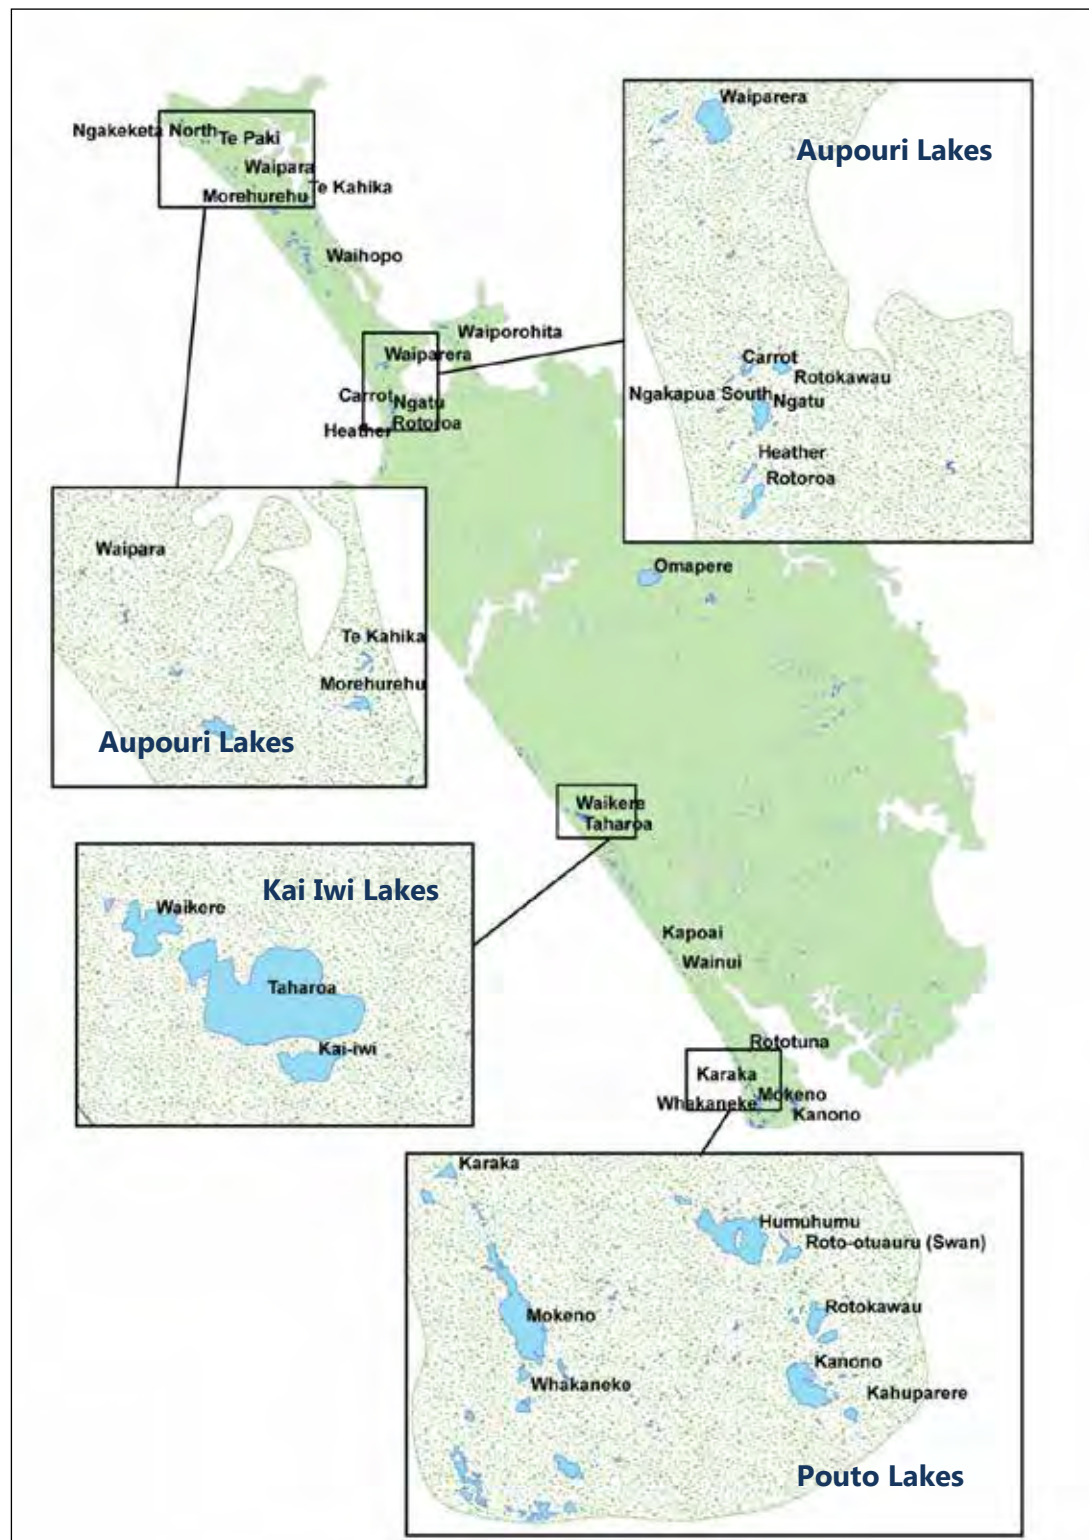 Waiparera
Aupouri Lakes
Ngakeketa North
Te Paki
Waipara
Te Kahika
Morehurehu
Waihopo
Waiporohita
Waiparera
Carrot
Ngatu
Rotoroa
Heather
Carrot
Rotokawau
Ngakapua South
Ngatu
Heather
Rotoroa
Waipara
Te Kahika
Morehurehu
Aupouri Lakes
Omapere
Waikere
Taharoa
Kai Iwi Lakes
Waikere
Taharoa
Kai-iwi
Kapoai
Wainui
Rototuna
Karaka
Mokeno
Whakaneke
Kanono
Karaka
Humuhumu
Roto-otuauru (Swan)
Mokeno
Rotokawau
Kanono
Whakaneke
Kahuparere
Pouto Lakes